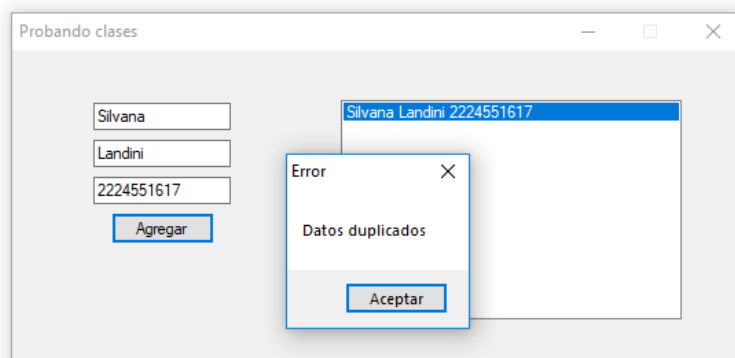 Probando clases
Silvana
Landini
2224551617
Agregar
Silvana Landini 2224551617
Error
Datos duplicados
Aceptar